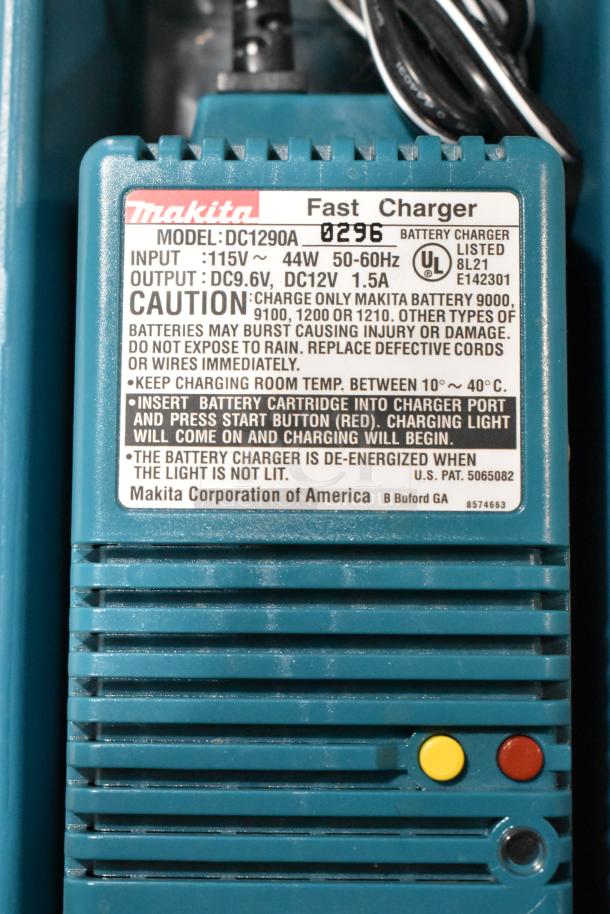 makita Fast Charger
MODEL:DC1290A 0296 BATTERY CHARGER
INPUT :115V~ 44W 50-60Hz UL LISTED
8L21
OUTPUT : DC9.6V, DC12V 1.5A E142301
CAUTION:CHARGE ONLY MAKITA BATTERY 9000,
9100, 1200 OR 1210. OTHER TYPES OF
BATTERIES MAY BURST CAUSING INJURY OR DAMAGE.
DO NOT EXPOSE TO RAIN. REPLACE DEFECTIVE CORDS
OR WIRES IMMEDIATELY.
•KEEP CHARGING ROOM TEMP. BETWEEN 10°~ 40°C.
•INSERT BATTERY CARTRIDGE INTO CHARGER PORT
AND PRESS START BUTTON (RED). CHARGING LIGHT
WILL COME ON AND CHARGING WILL BEGIN.
•THE BATTERY CHARGER IS DE-ENERGIZED WHEN
THE LIGHT IS NOT LIT. U.S. PAT. 5065082
Makita Corporation of America B Buford GA 8574663